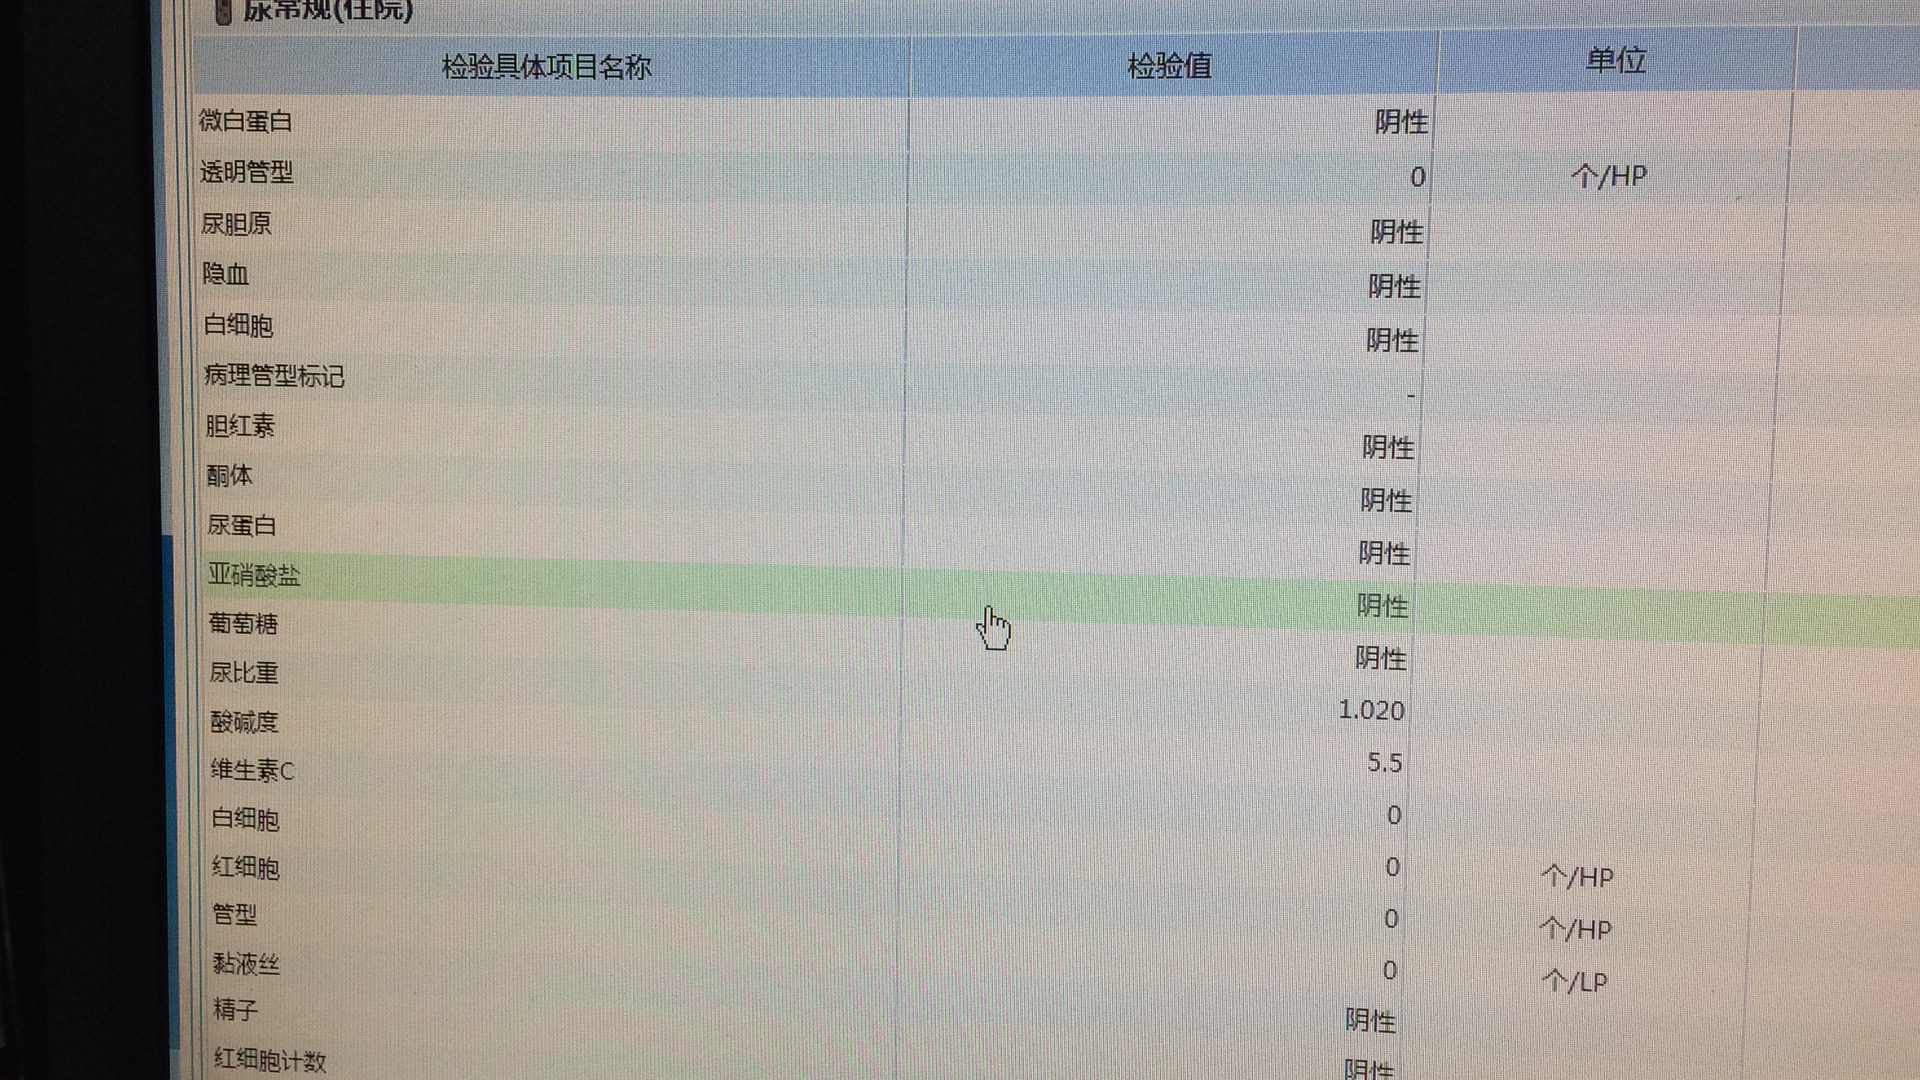 尿常规(住院)
检验具体项目名称 检验值 单位
微白蛋白 阴性
透明管型 0 个/HP
尿胆原 阴性
隐血 阴性
白细胞 阴性
病理管型标记 -
胆红素 阴性
酮体 阴性
尿蛋白 阴性
亚硝酸盐 阴性
葡萄糖 阴性
尿比重 1.020
酸碱度 5.5
维生素C 0
白细胞 0 个/HP
红细胞 0 个/HP
管型 0 个/LP
黏液丝 阴性
精子 阴性
红细胞计数